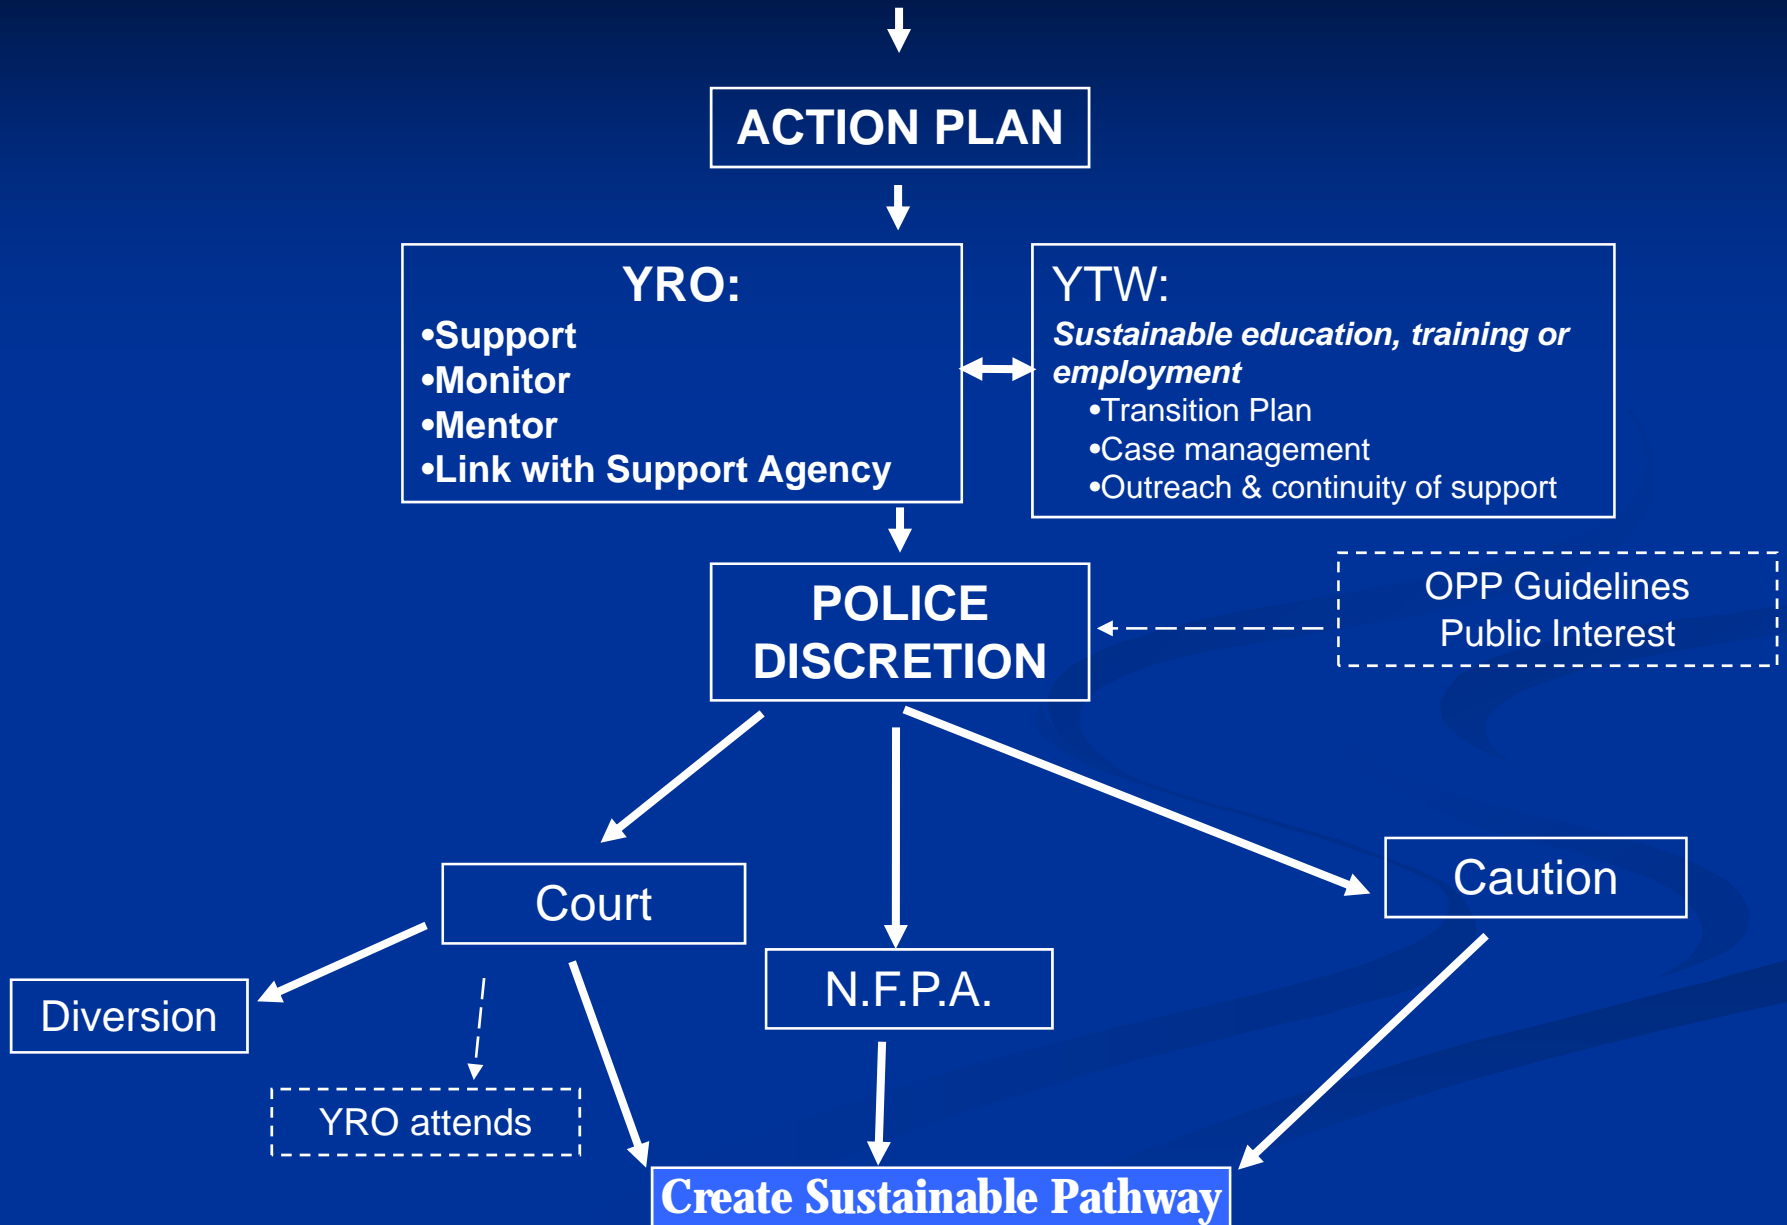 ACTION PLAN
YRO:
•Support
•Monitor
•Mentor
•Link with Support Agency
YTW:
Sustainable education, training or
employment
•Transition Plan
•Case management
•Outreach & continuity of support
POLICE
DISCRETION
OPP Guidelines
Public Interest
Court
Caution
N.F.P.A.
Diversion
YRO attends
Create Sustainable Pathway